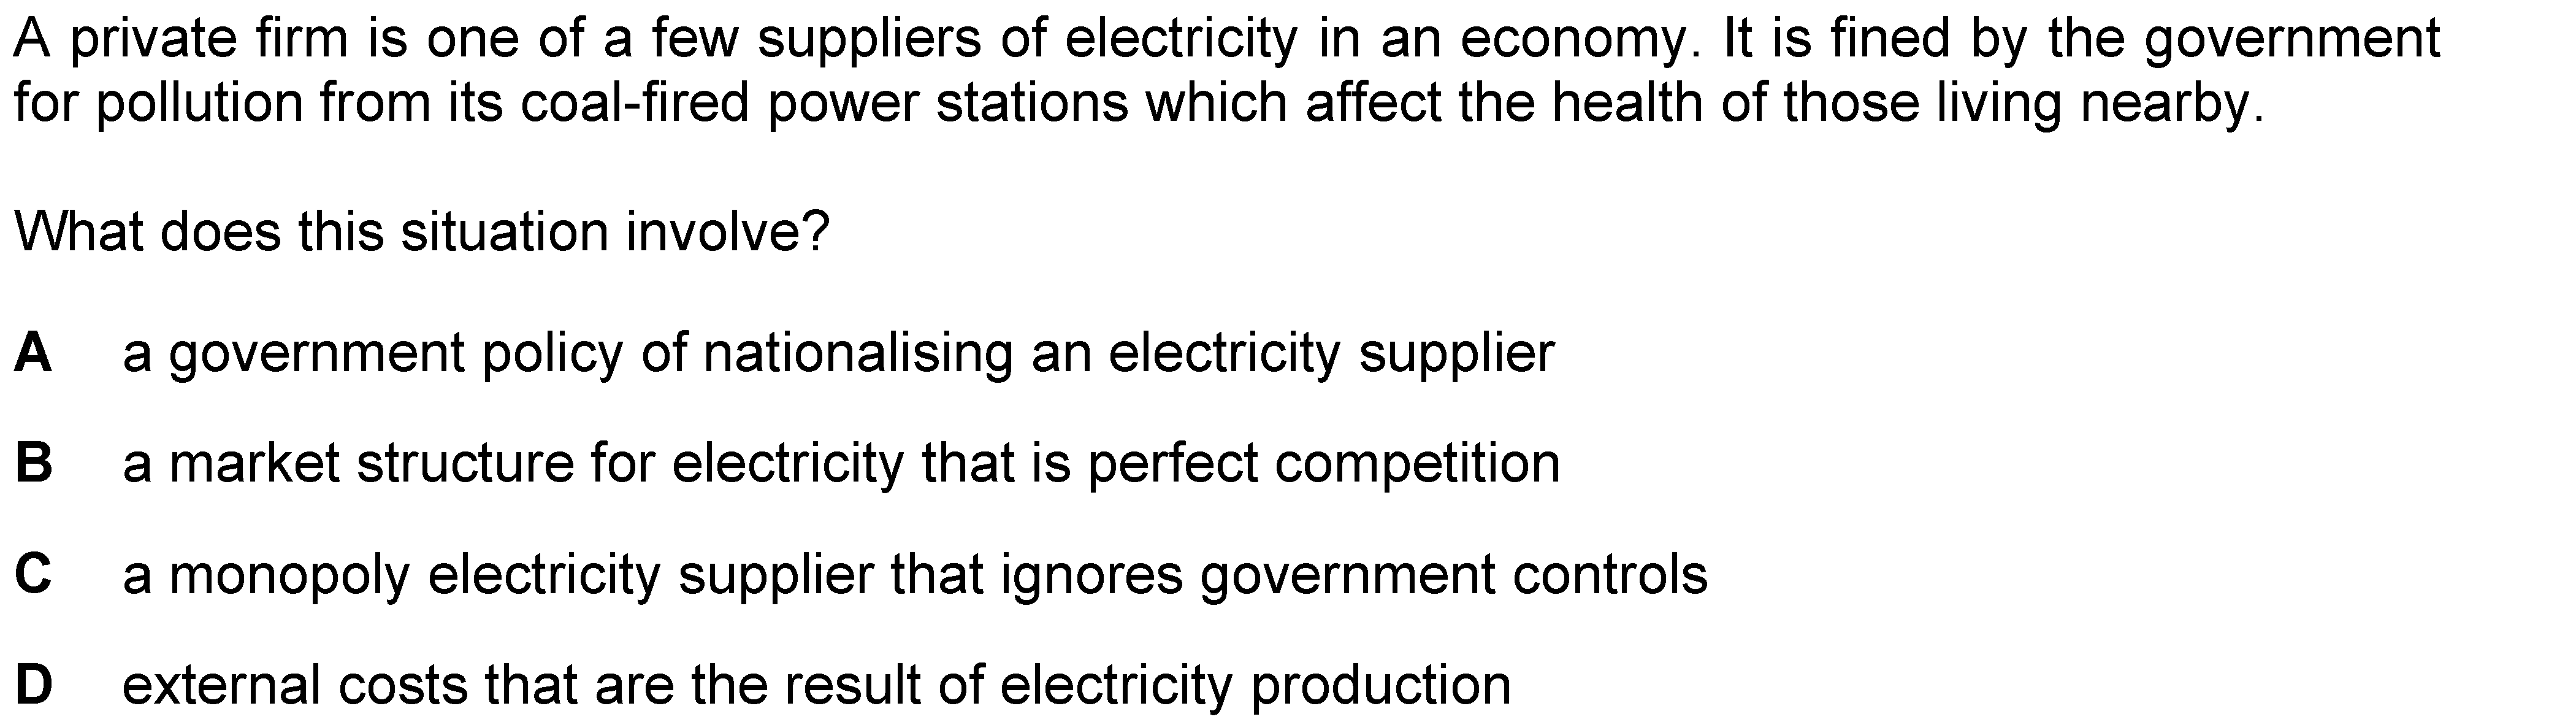 A private firm is one of a few suppliers of electricity in an economy. It is fined by the government
for pollution from its coal-fired power stations which affect the health of those living nearby.
What does this situation involve?
A a government policy of nationalising an electricity supplier
B a market structure for electricity that is perfect competition
C a monopoly electricity supplier that ignores government controls
D external costs that are the result of electricity production